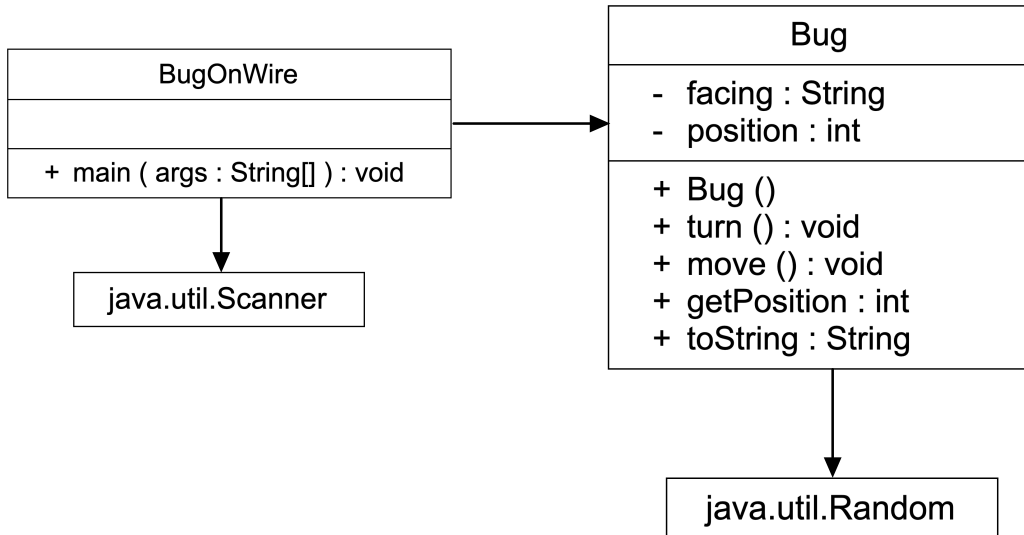 BugOnWire
+ main ( args : String[] ) : void
java.util.Scanner
Bug
- facing : String
- position : int
+ Bug ()
+ turn () : void
+ move () : void
+ getPosition : int
+ toString : String
java.util.Random